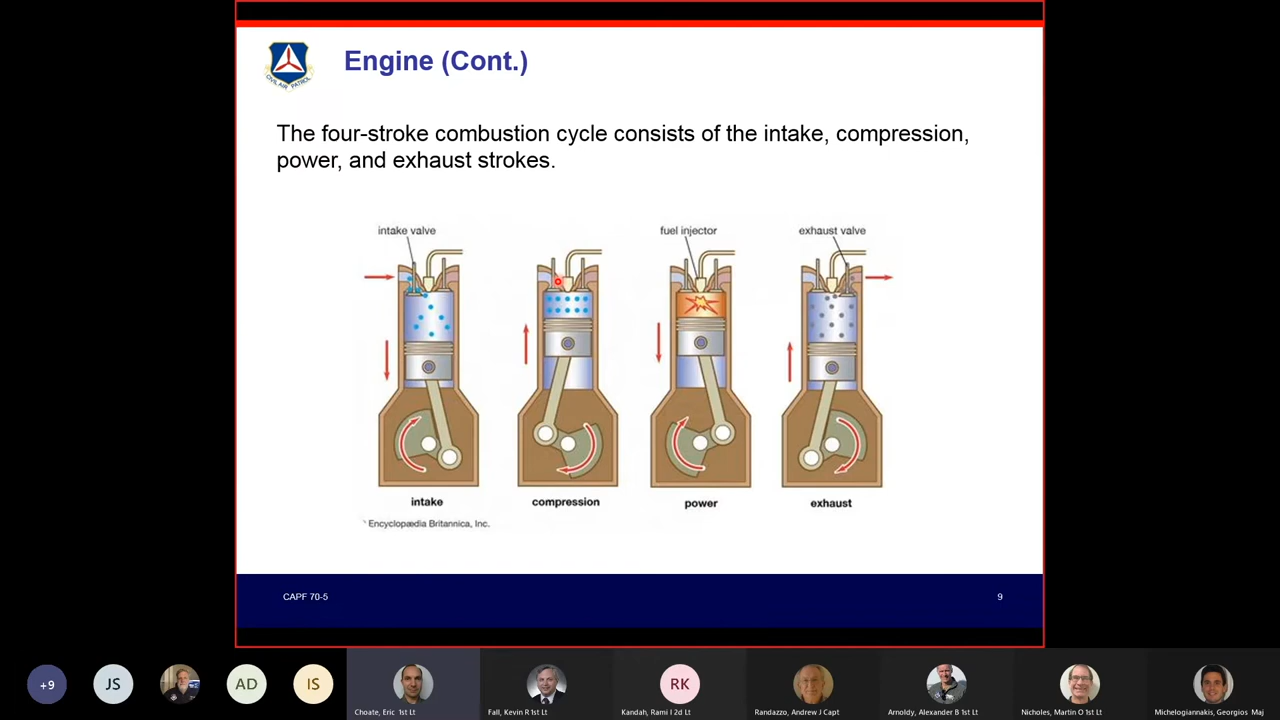 CIVIL AIR PATROL
Engine (Cont.)
The four-stroke combustion cycle consists of the intake, compression,
power, and exhaust strokes.
intake valve
fuel injector
exhaust valve
intake
compression
power
exhaust
Encyclopædia Britannica, Inc.
CAPF 70-5
9
+9
JS
AD
IS
RK
Choate, Eric 1st Lt
Fall, Kevin R 1st Lt
Kandah, Rami I 2d Lt
Randazzo, Andrew J Capt
Arnoldy, Alexander B 1st Lt
Nicholes, Martin O 1st Lt
Michelogiannakis, Georgios Maj